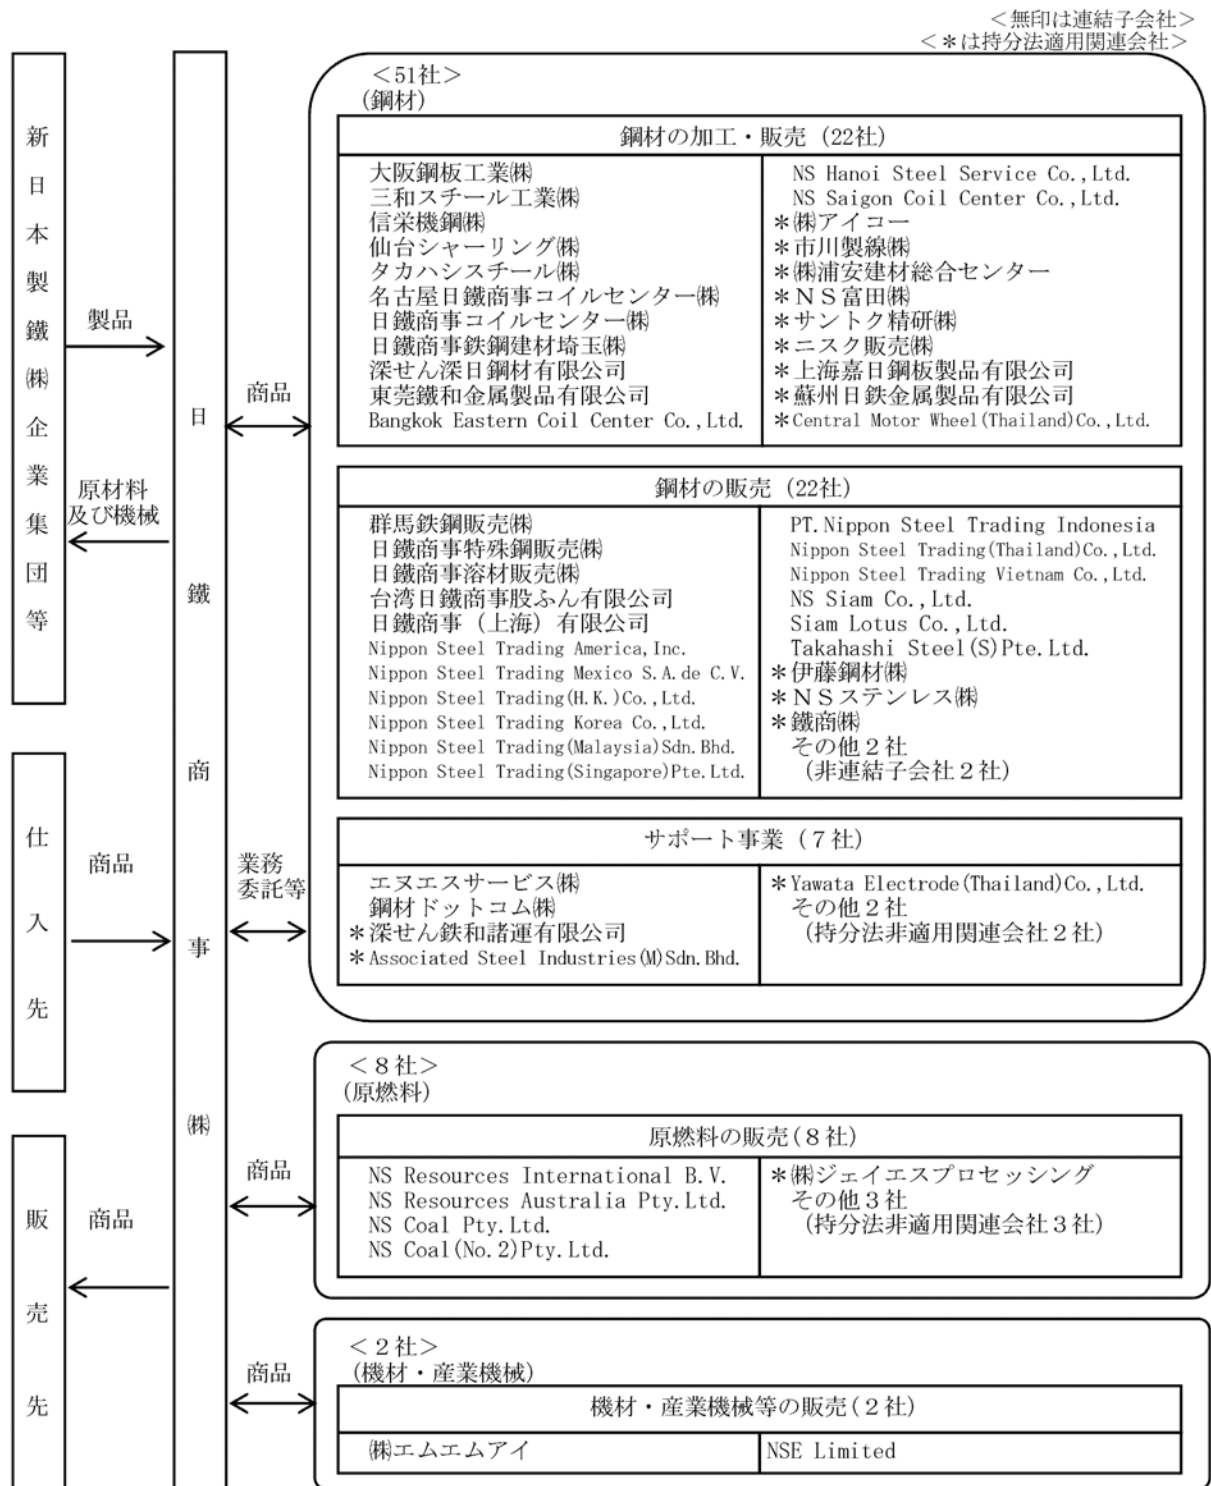 ＜無印は連結子会社＞
＜＊は持分法適用関連会社＞
新日本製鐵㈱企業集団等
製品
原材料
及び機械
仕入先
商品
販売先
商品
日鐵商事㈱
商品
業務
委託等
商品
商品
＜51社＞
(鋼材)
鋼材の加工・販売 (22社)
大阪鋼板工業㈱
三和スチール工業㈱
信栄機鋼㈱
仙台シャーリング㈱
タカハシスチール㈱
名古屋日鐵商事コイルセンター㈱
日鐵商事コイルセンター㈱
日鐵商事鉄鋼建材埼玉㈱
深せん深日鋼材有限公司
東莞鐵和金属製品有限公司
Bangkok Eastern Coil Center Co.,Ltd.
NS Hanoi Steel Service Co.,Ltd.
NS Saigon Coil Center Co.,Ltd.
＊㈱アイコー
＊市川製線㈱
＊㈱浦安建材総合センター
＊ＮＳ富田㈱
＊サントク精研㈱
＊ニスク販売㈱
＊上海嘉日鋼板製品有限公司
＊蘇州日鉄金属製品有限公司
＊Central Motor Wheel(Thailand)Co.,Ltd.
鋼材の販売 (22社)
群馬鉄鋼販売㈱
日鐵商事特殊鋼販売㈱
日鐵商事溶材販売㈱
台湾日鐵商事股ふん有限公司
日鐵商事（上海）有限公司
Nippon Steel Trading America,Inc.
Nippon Steel Trading Mexico S.A.de C.V.
Nippon Steel Trading(H.K.)Co.,Ltd.
Nippon Steel Trading Korea Co.,Ltd.
Nippon Steel Trading(Malaysia)Sdn.Bhd.
Nippon Steel Trading(Singapore)Pte.Ltd.
PT.Nippon Steel Trading Indonesia
Nippon Steel Trading(Thailand)Co.,Ltd.
Nippon Steel Trading Vietnam Co.,Ltd.
NS Siam Co.,Ltd.
Siam Lotus Co.,Ltd.
Takahashi Steel(S)Pte.Ltd.
＊伊藤鋼材㈱
＊ＮＳステンレス㈱
＊鐵商㈱
その他２社
（非連結子会社２社）
サポート事業（７社）
エヌエスサービス㈱
鋼材ドットコム㈱
＊深せん鉄和諸運有限公司
＊Associated Steel Industries(M)Sdn.Bhd.
＊Yawata Electrode(Thailand)Co.,Ltd.
その他２社
（持分法非適用関連会社２社）
＜８社＞
(原燃料)
原燃料の販売(８社)
NS Resources International B.V.
NS Resources Australia Pty.Ltd.
NS Coal Pty.Ltd.
NS Coal(No.2)Pty.Ltd.
＊㈱ジェイエスプロセッシング
その他３社
（持分法非適用関連会社３社）
＜２社＞
(機材・産業機械)
機材・産業機械等の販売(２社)
㈱エムエムアイ
NSE Limited